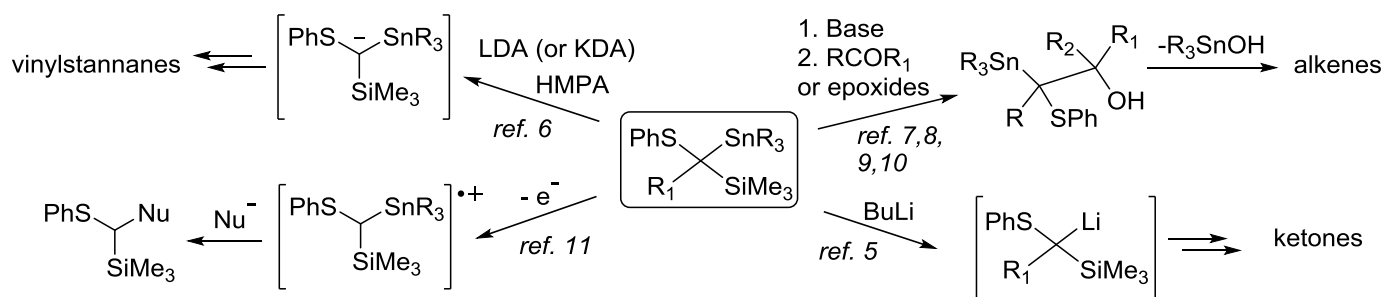 vinylstannanes
PhS
–
SnR3
SiMe3
LDA (or KDA)
HMPA
ref. 6
1. Base
2. RCOR1
or epoxides
ref. 7,8,
9,10
R3Sn
R2
R1
OH
R
SPh
-R3SnOH
alkenes
PhS
SnR3
R1
SiMe3
PhS
Nu
SiMe3
Nu–
PhS
SnR3
SiMe3
•+
- e–
ref. 11
BuLi
ref. 5
PhS
Li
R1
SiMe3
ketones